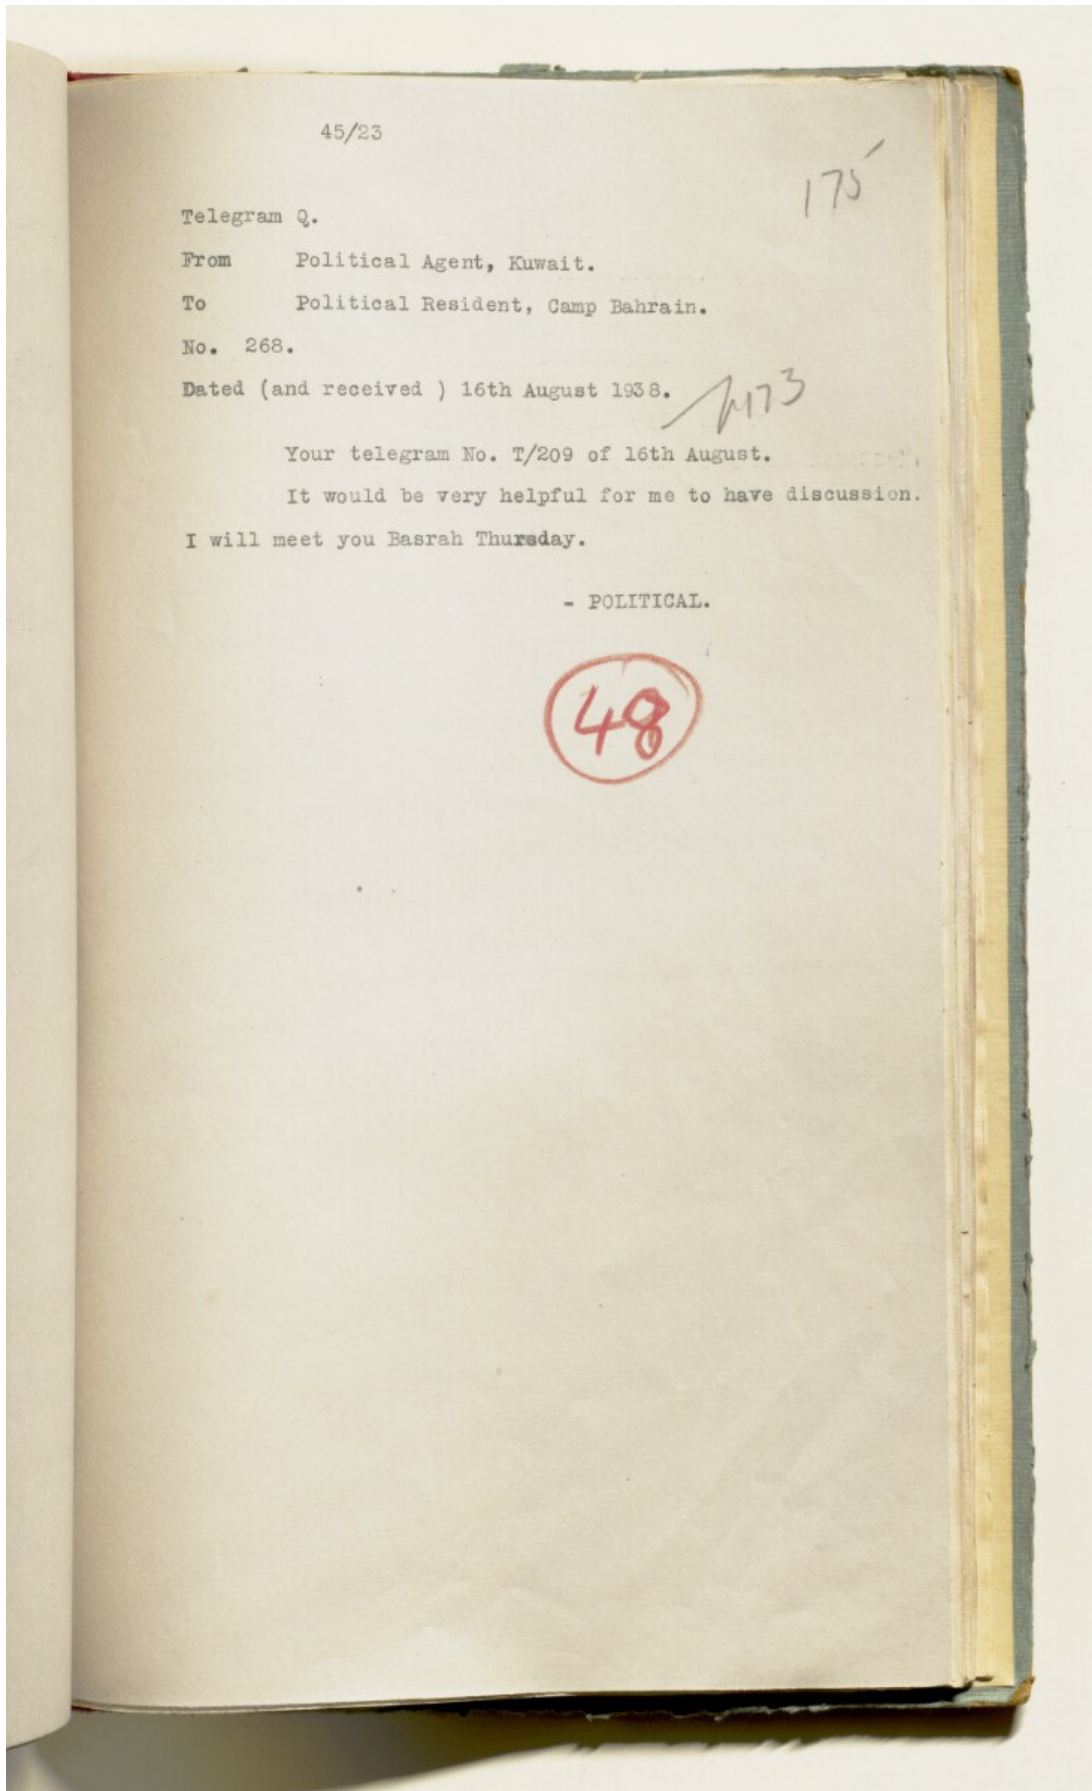 45/23
175
Telegram Q.
From Political Agent, Kuwait.
To Political Resident, Camp Bahrain.
No. 268.
Dated (and received ) 16th August 1938.
p173
Your telegram No. T/209 of 16th August.
It would be very helpful for me to have discussion.
I will meet you Basrah Thursday.
- POLITICAL.
48